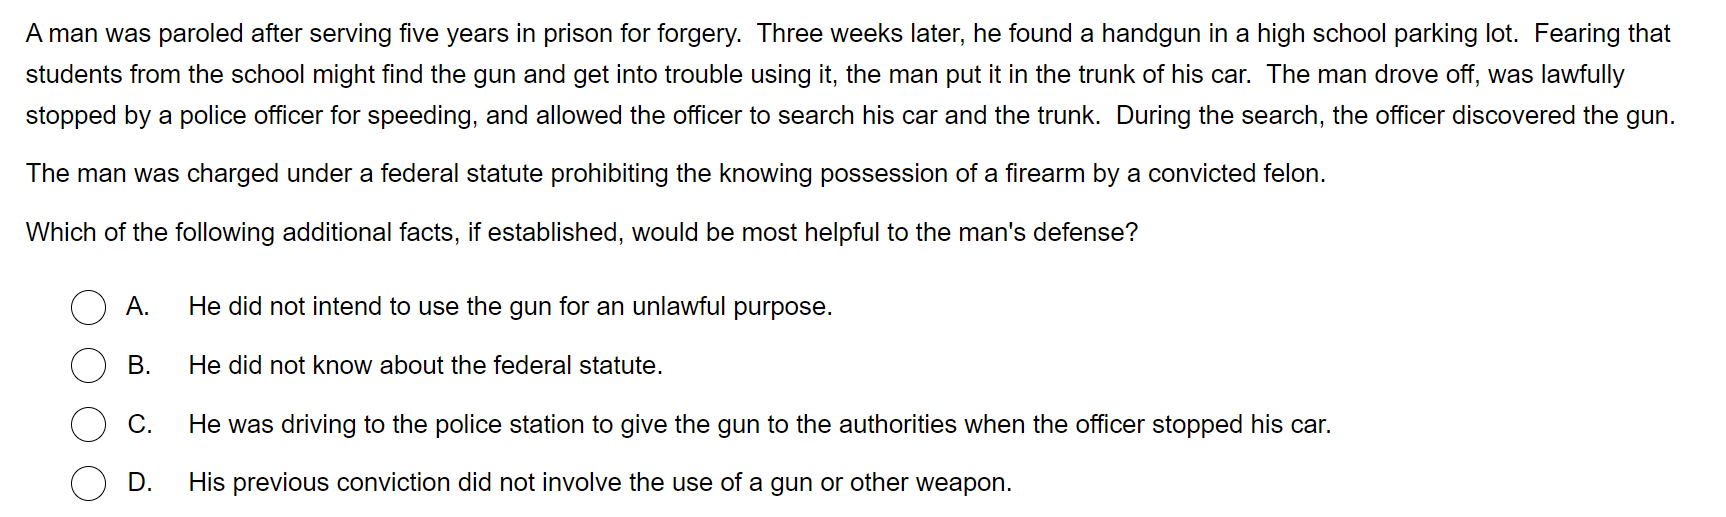 A man was paroled after serving five years in prison for forgery.  Three weeks later, he found a handgun in a high school parking lot.  Fearing that
students from the school might find the gun and get into trouble using it, the man put it in the trunk of his car.  The man drove off, was lawfully
stopped by a police officer for speeding, and allowed the officer to search his car and the trunk.  During the search, the officer discovered the gun.
The man was charged under a federal statute prohibiting the knowing possession of a firearm by a convicted felon.
Which of the following additional facts, if established, would be most helpful to the man's defense?
A. He did not intend to use the gun for an unlawful purpose.
B. He did not know about the federal statute.
C. He was driving to the police station to give the gun to the authorities when the officer stopped his car.
D. His previous conviction did not involve the use of a gun or other weapon.